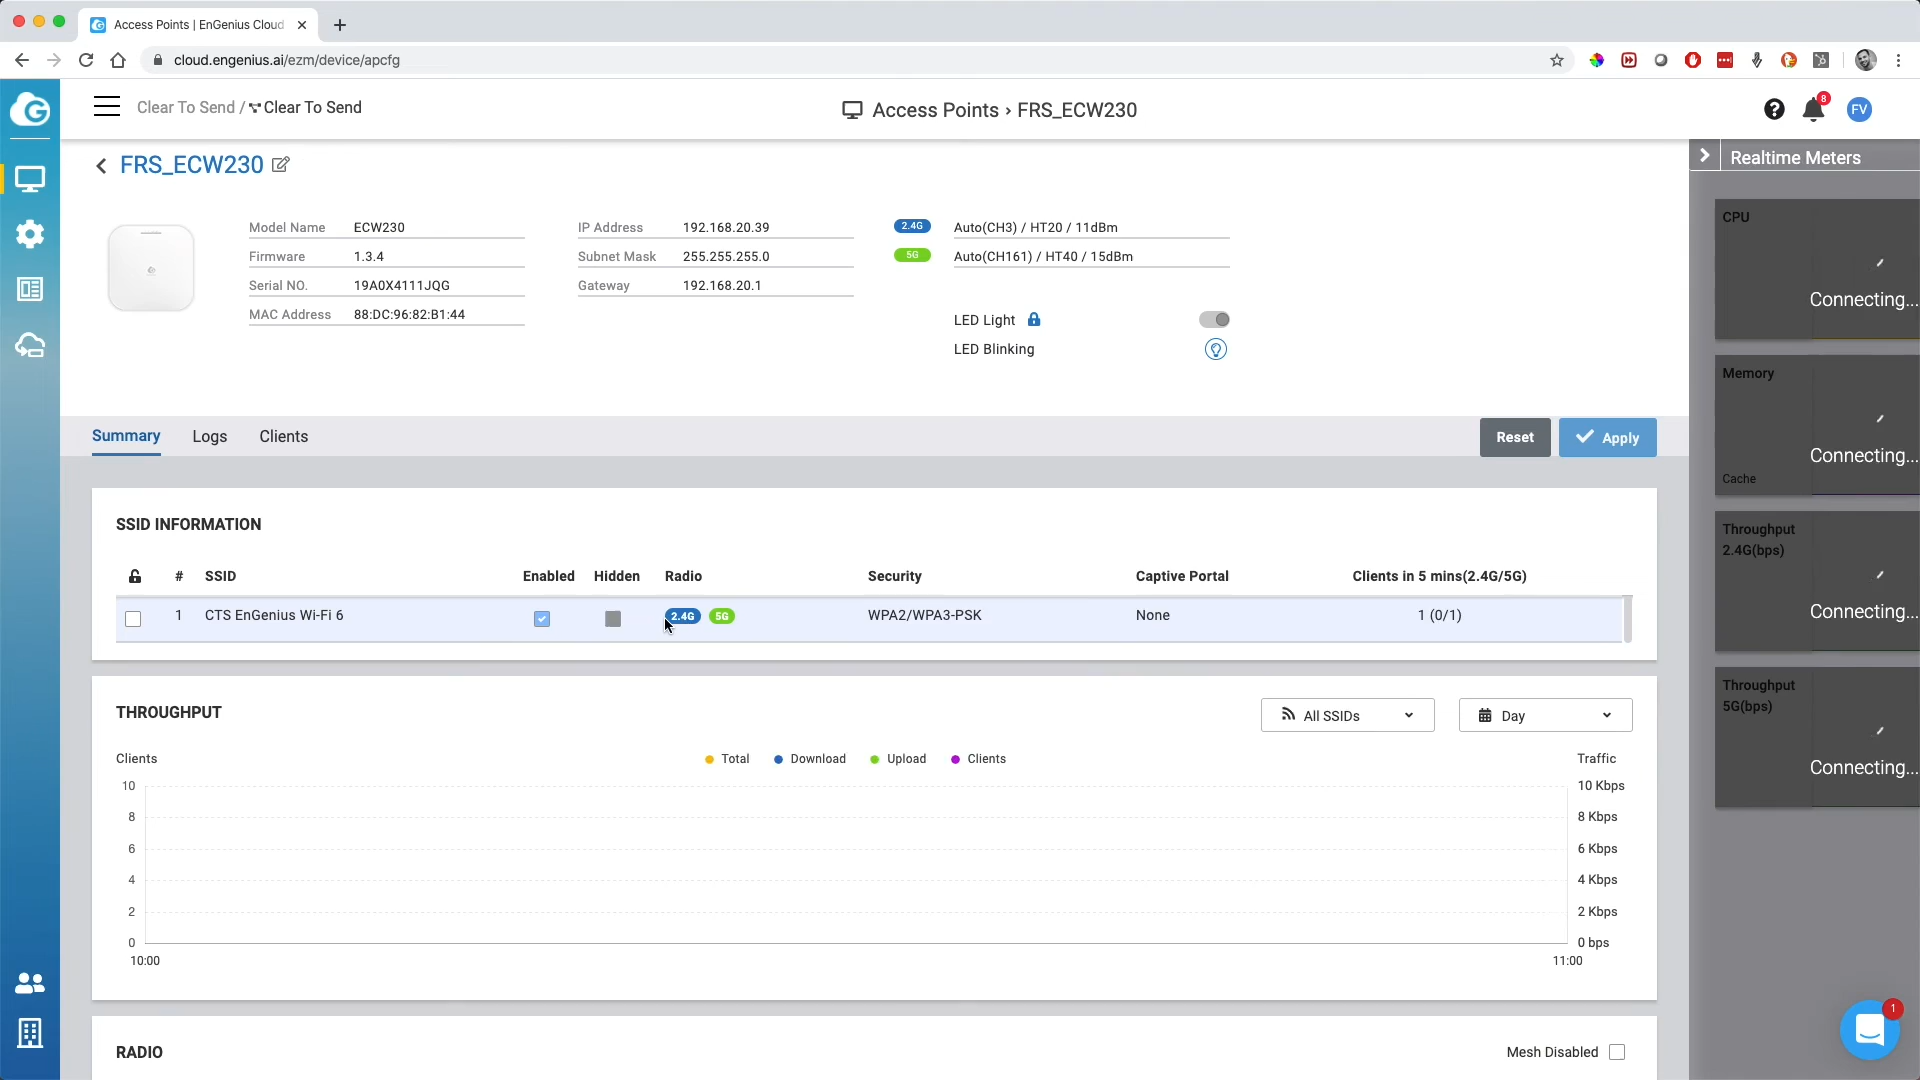 Access Points | EnGenius Cloud
cloud.engenius.ai/ezm/device/apcfg
Clear To Send / Clear To Send
Access Points › FRS_ECW230
8
FV
FRS_ECW230
Realtime Meters
Model Name ECW230
Firmware 1.3.4
Serial NO. 19A0X4111JQG
MAC Address 88:DC:96:82:B1:44
IP Address 192.168.20.39
Subnet Mask 255.255.255.0
Gateway 192.168.20.1
2.4G Auto(CH3) / HT20 / 11dBm
5G Auto(CH161) / HT40 / 15dBm
LED Light
LED Blinking
CPU
Connecting...
Memory
Connecting...
Cache
Throughput
2.4G(bps)
Connecting...
Throughput
5G(bps)
Connecting...
Summary Logs Clients
Reset Apply
SSID INFORMATION
# SSID Enabled Hidden Radio Security Captive Portal Clients in 5 mins(2.4G/5G)
1 CTS EnGenius Wi-Fi 6 2.4G 5G WPA2/WPA3-PSK None 1 (0/1)
THROUGHPUT
All SSIDs
Day
Clients
Total Download Upload Clients
Traffic
10 10 Kbps
8 8 Kbps
6 6 Kbps
4 4 Kbps
2 2 Kbps
0 0 bps
10:00 11:00
RADIO
Mesh Disabled
1